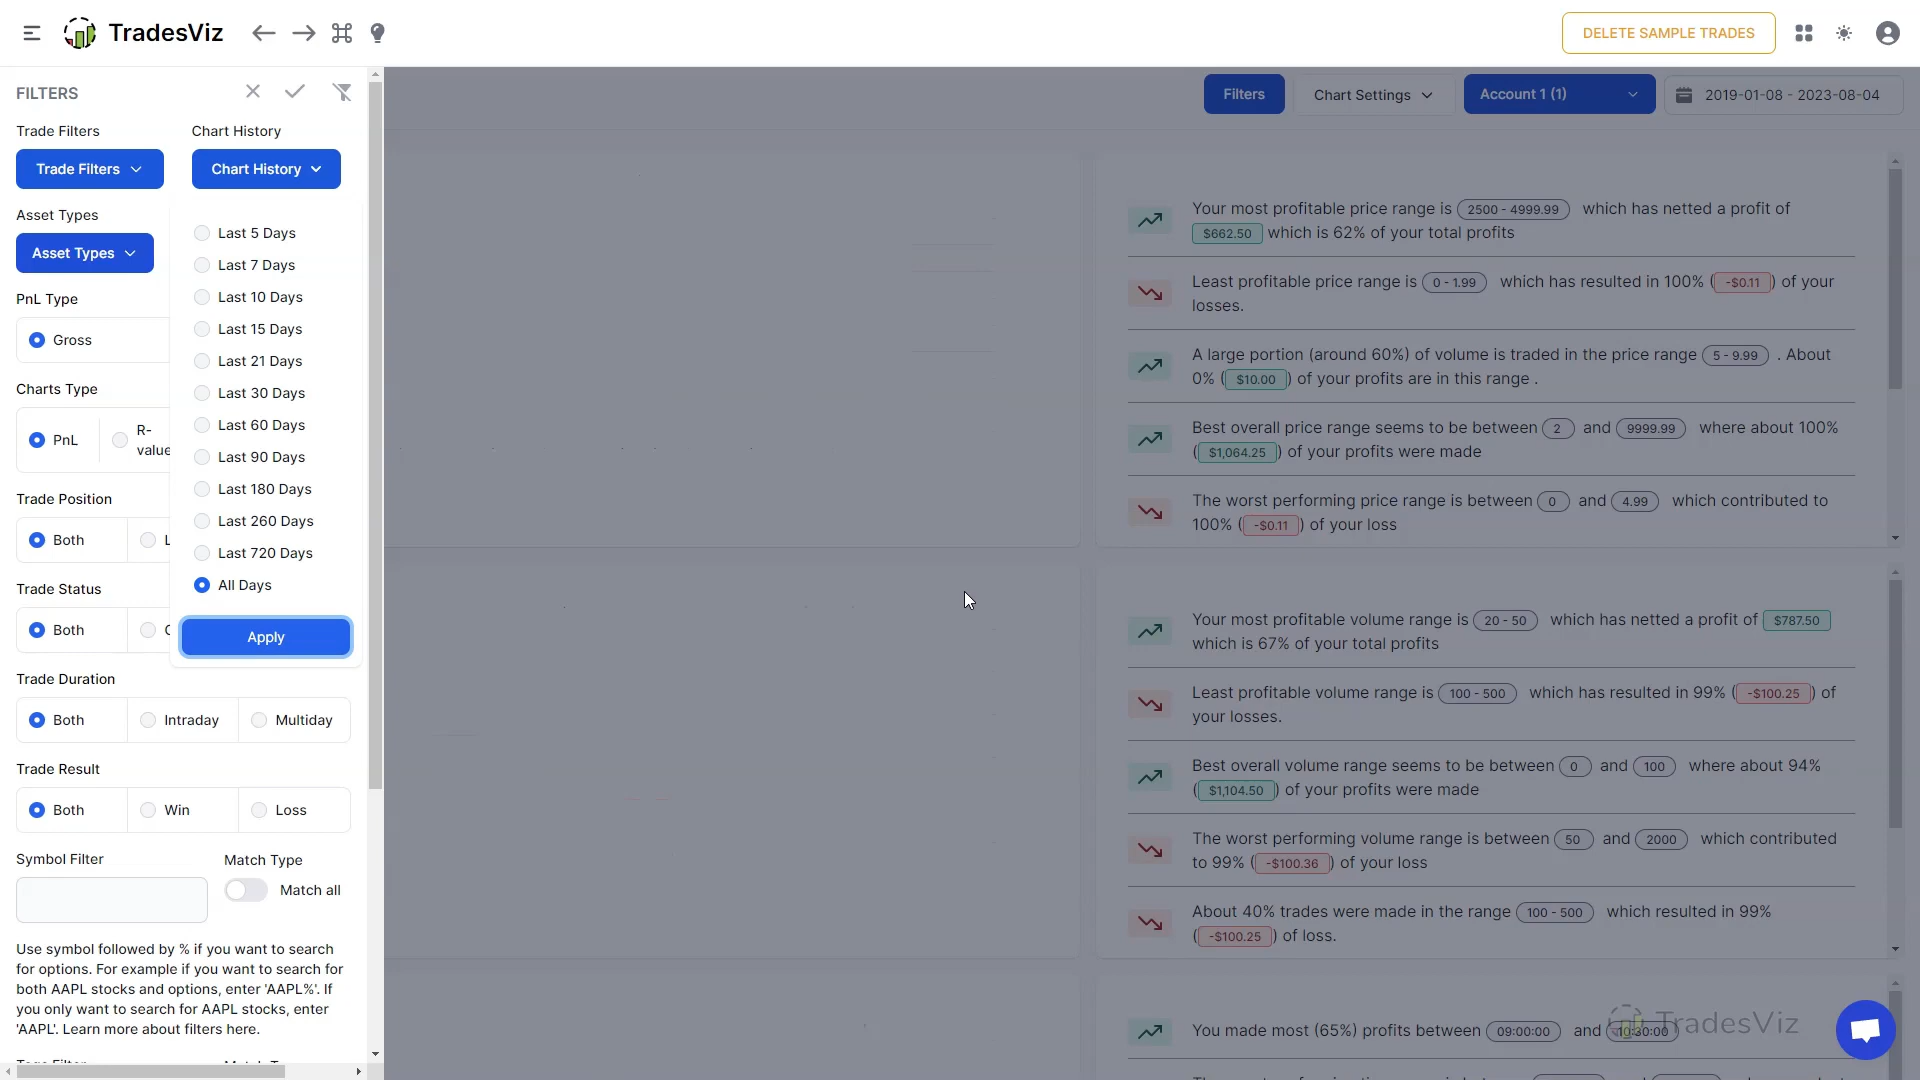 TradesViz
DELETE SAMPLE TRADES
FILTERS
Trade Filters
Chart History
Trade Filters
Chart History
Asset Types
Asset Types
PnL Type
Gross
Charts Type
PnL
R-
value
Trade Position
Both
Trade Status
Both
Last 5 Days
Last 7 Days
Last 10 Days
Last 15 Days
Last 21 Days
Last 30 Days
Last 60 Days
Last 90 Days
Last 180 Days
Last 260 Days
Last 720 Days
All Days
Apply
Trade Duration
Both
Intraday
Multiday
Trade Result
Both
Win
Loss
Symbol Filter
Match Type
Match all
Use symbol followed by % if you want to search
for options. For example if you want to search for
both AAPL stocks and options, enter 'AAPL%'. If
you only want to search for AAPL stocks, enter
'AAPL'. Learn more about filters here.
Filters
Chart Settings
Account 1 (1)
2019-01-08 - 2023-08-04
Your most profitable price range is 2500 - 4999.99 which has netted a profit of
$662.50 which is 62% of your total profits
Least profitable price range is 0 - 1.99 which has resulted in 100% ( -$0.11 ) of your
losses.
A large portion (around 60%) of volume is traded in the price range 5 - 9.99 . About
0% ( $10.00 ) of your profits are in this range .
Best overall price range seems to be between 2 and 9999.99 where about 100%
( $1,064.25 ) of your profits were made
The worst performing price range is between 0 and 4.99 which contributed to
100% ( -$0.11 ) of your loss
Your most profitable volume range is 20 - 50 which has netted a profit of $787.50
which is 67% of your total profits
Least profitable volume range is 100 - 500 which has resulted in 99% ( -$100.25 ) of
your losses.
Best overall volume range seems to be between 0 and 100 where about 94%
( $1,104.50 ) of your profits were made
The worst performing volume range is between 50 and 2000 which contributed
to 99% ( -$100.36 ) of your loss
About 40% trades were made in the range 100 - 500 which resulted in 99%
( -$100.25 ) of loss.
You made most (65%) profits between 09:00:00 and 10:30:00
TradesViz